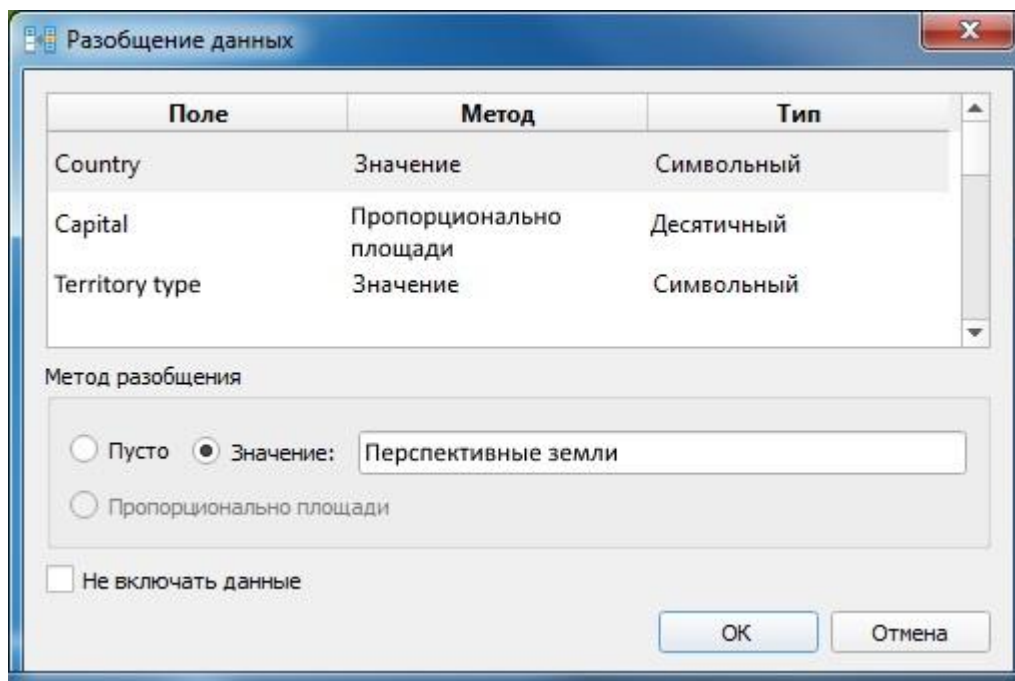 Разобщение данных
Поле Метод Тип
Country Значение Символьный
Capital Пропорционально площади Десятичный
Territory type Значение Символьный
Метод разобщения
Пусто Значение: Перспективные земли
Пропорционально площади
Не включать данные
OK Отмена